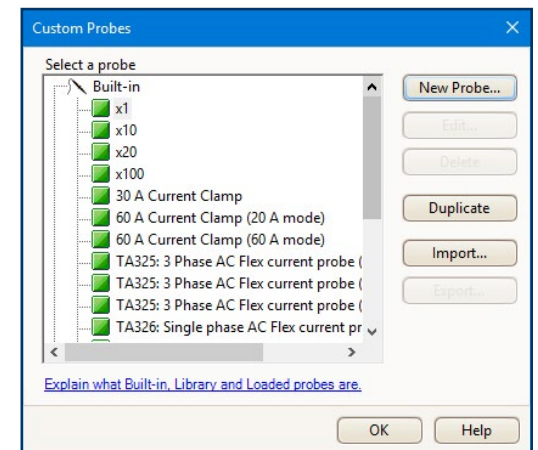 Custom Probes
Select a probe
Built-in
x1
x10
x20
x100
30 A Current Clamp
60 A Current Clamp (20 A mode)
60 A Current Clamp (60 A mode)
TA325: 3 Phase AC Flex current probe (
TA325: 3 Phase AC Flex current probe (
TA325: 3 Phase AC Flex current probe (
TA326: Single phase AC Flex current pr
New Probe...
Edit...
Delete
Duplicate
Import...
Export...
Explain what Built-in, Library and Loaded probes are.
OK
Help